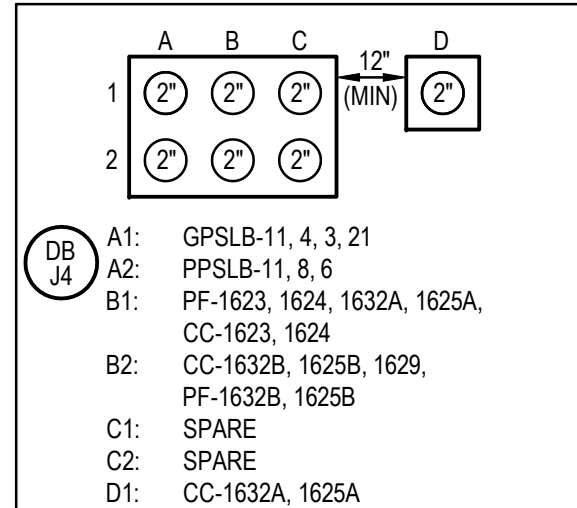 A B C D
12"
1 2" 2" 2" (MIN) 2"
2 2" 2" 2"
DB
J4
A1: GPSLB-11, 4, 3, 21
A2: PPSLB-11, 8, 6
B1: PF-1623, 1624, 1632A, 1625A,
CC-1623, 1624
B2: CC-1632B, 1625B, 1629,
PF-1632B, 1625B
C1: SPARE
C2: SPARE
D1: CC-1632A, 1625A